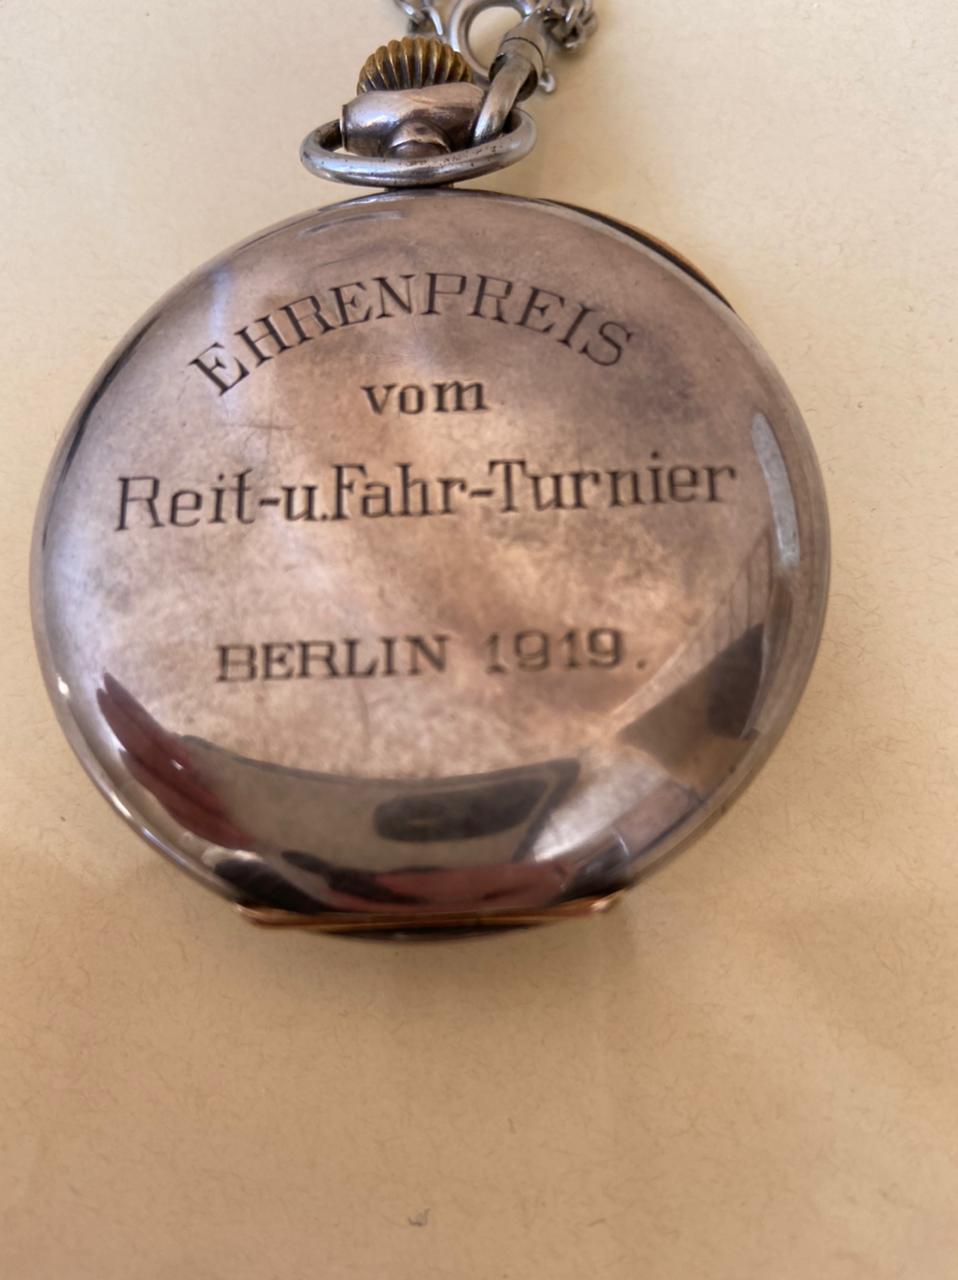 EHRENPREIS
vom
Reit-u.Fahr-Turnier
BERLIN 1919.